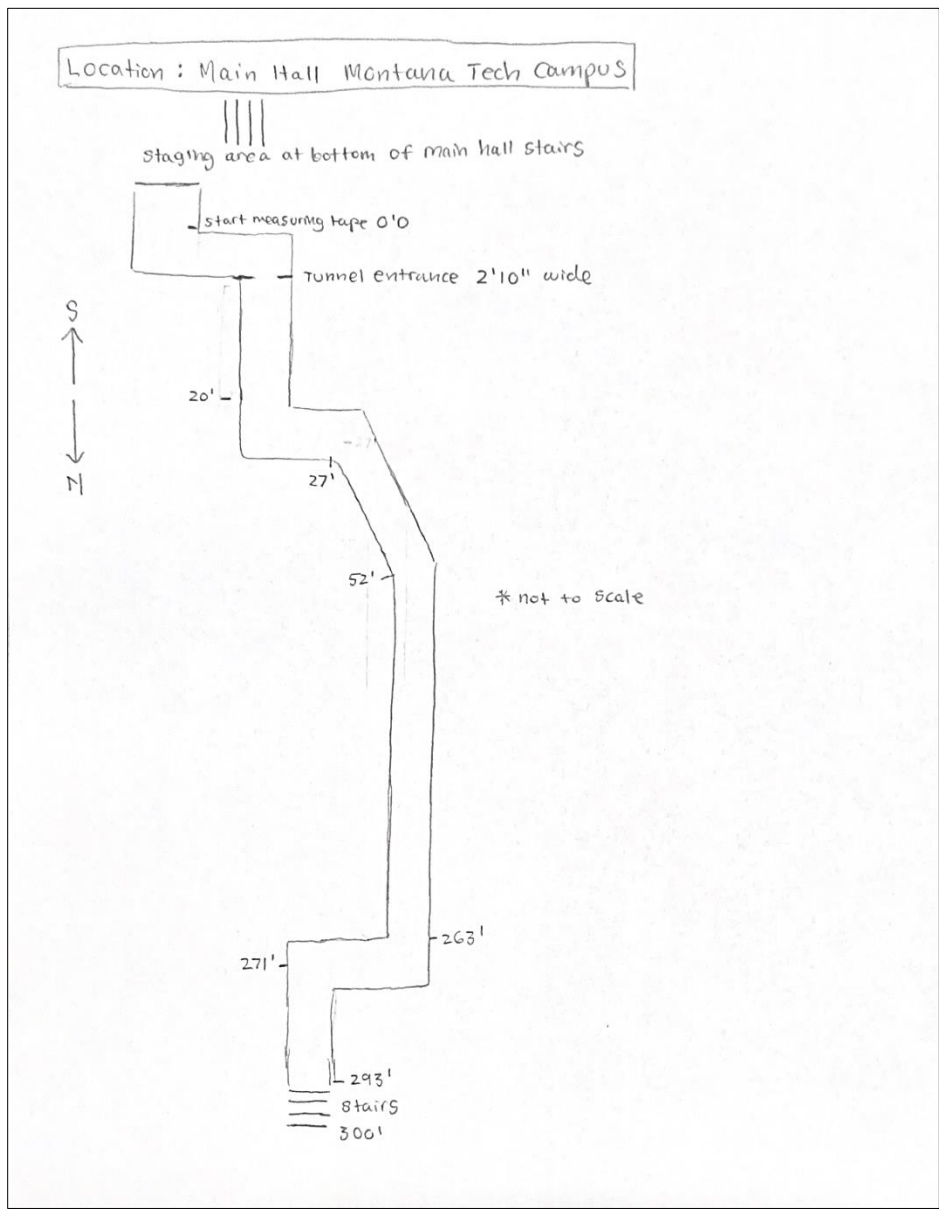 Location : Main Hall Montana Tech Campus
Staging area at bottom of main hall stairs
start measuring tape 0'0
Tunnel entrance 2'10" wide
S
20'
27'
N
27'
52'
* not to scale
263'
271'
293'
Stairs
300'